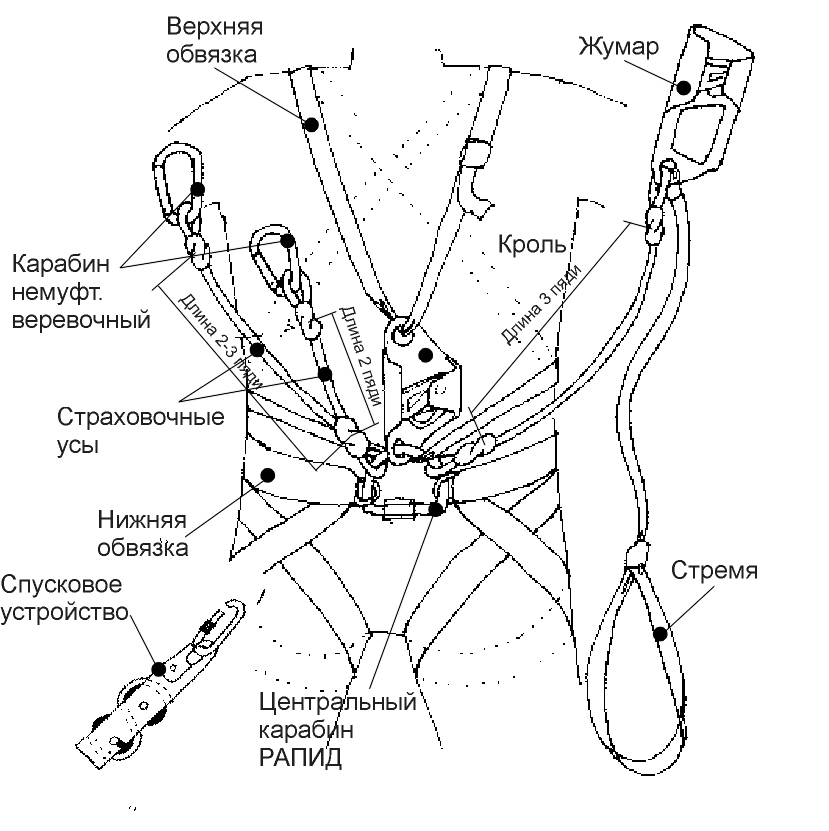 Верхняя
обвязка
Жумар
Кроль
Карабин
немуфт.
веревочный
Длина 3 пяди
Длина 2-3 пяди
Длина 2 пяди
Страховочные
усы
Нижняя
обвязка
Спусковое
устройство
Стремя
Центральный
карабин
РАПИД